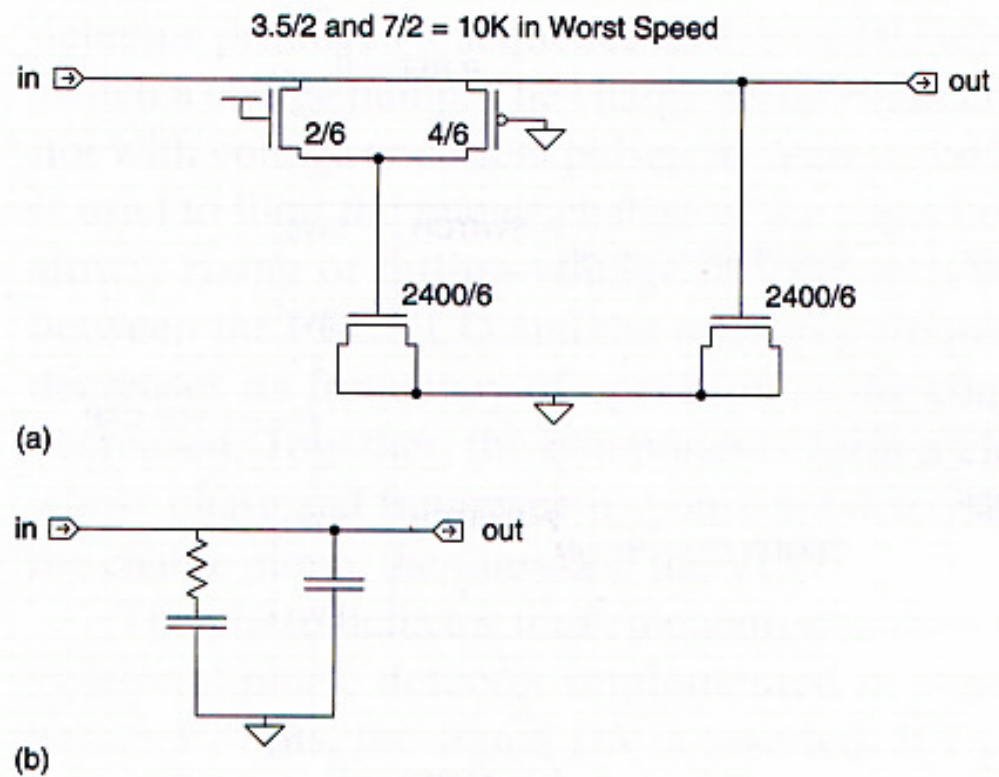 3.5/2 and 7/2 = 10K in Worst Speed
in
out
2/6
4/6
2400/6
2400/6
(a)
in
out
(b)